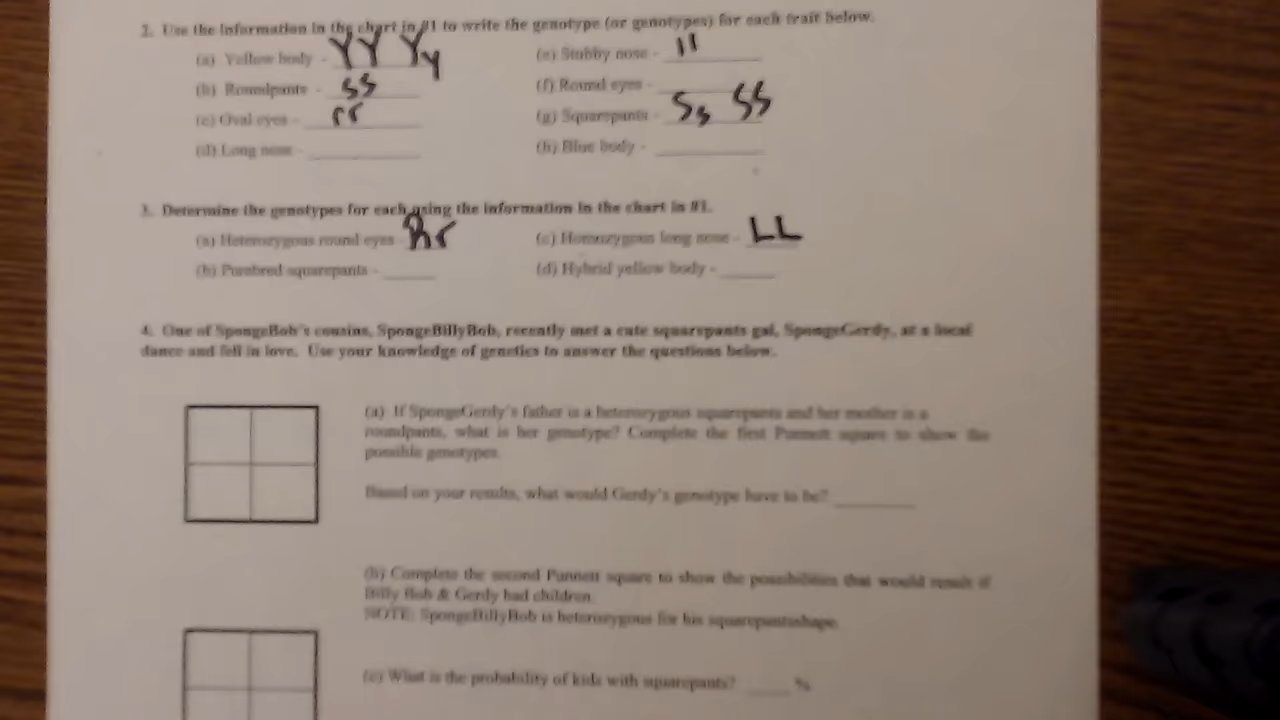 2. Use the information in the chart in #1 to write the genotype (or genotypes) for each trait below.
(a) Yellow body - YY Yy
(e) Stubby nose - ll
(b) Roundpants - ss
(f) Round eyes -
(c) Oval eyes - rr
(g) Squarepants - Ss SS
(d) Long nose -
(h) Blue body -
3. Determine the genotypes for each using the information in the chart in #1.
(a) Heterozygous round eyes - Rr
(c) Homozygous long nose - LL
(b) Purebred squarepants -
(d) Hybrid yellow body -
4. One of SpongeBob's cousins, SpongeBillyBob, recently met a cute squarepants gal, SpongeGerdy, at a local
dance and fell in love. Use your knowledge of genetics to answer the questions below.
(a) If SpongeGerdy's father is a heterozygous squarepants and her mother is a
roundpants, what is her genotype? Complete the first Punnett square to show the
possible genotypes.
Based on your results, what would Gerdy's genotype have to be?
(b) Complete the second Punnett square to show the possibilities that would result if
Billy Bob & Gerdy had children.
NOTE: SpongeBillyBob is heterozygous for his squarepantsshape.
(c) What is the probability of kids with squarepants? %